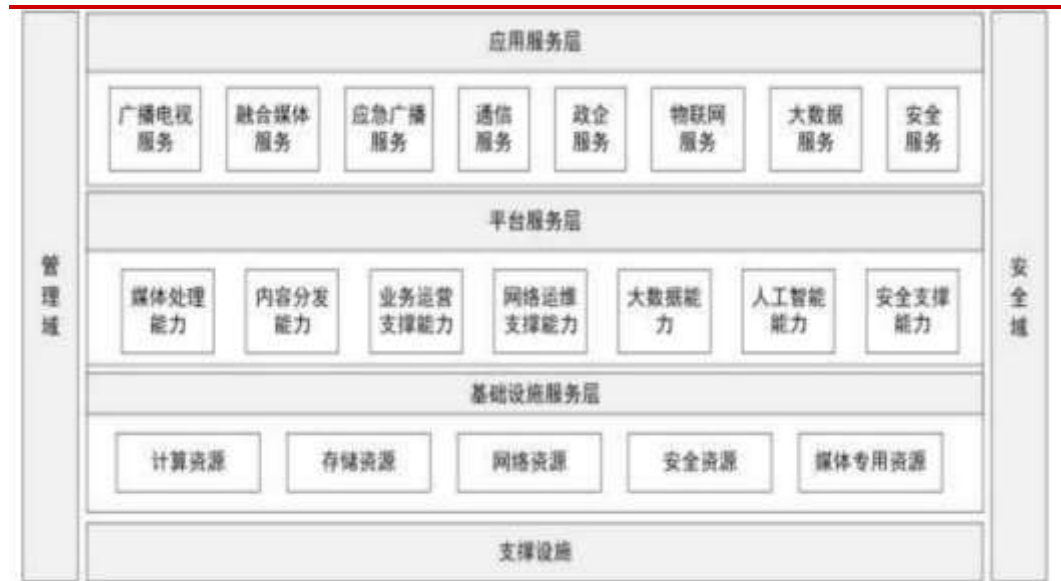 应用服务层
广播电视
服务
融合媒体
服务
应急广播
服务
通信
服务
政企
服务
物联网
服务
大数据
服务
安全
服务
平台服务层
管
理
域
媒体处理
能力
内容分发
能力
业务运营
支撑能力
网络运维
支撑能力
大数据能
力
人工智能
能力
安全支撑
能力
安
全
域
基础设施服务层
计算资源
存储资源
网络资源
安全资源
媒体专用资源
支撑设施